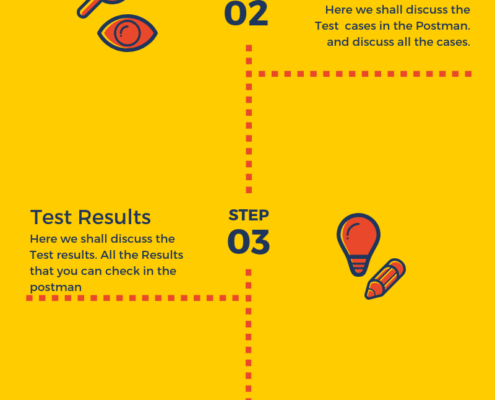 02
Here we shall discuss the
Test cases in the Postman.
and discuss all the cases.
Test Results
Here we shall discuss the
Test results. All the Results
that you can check in the
postman
STEP
03